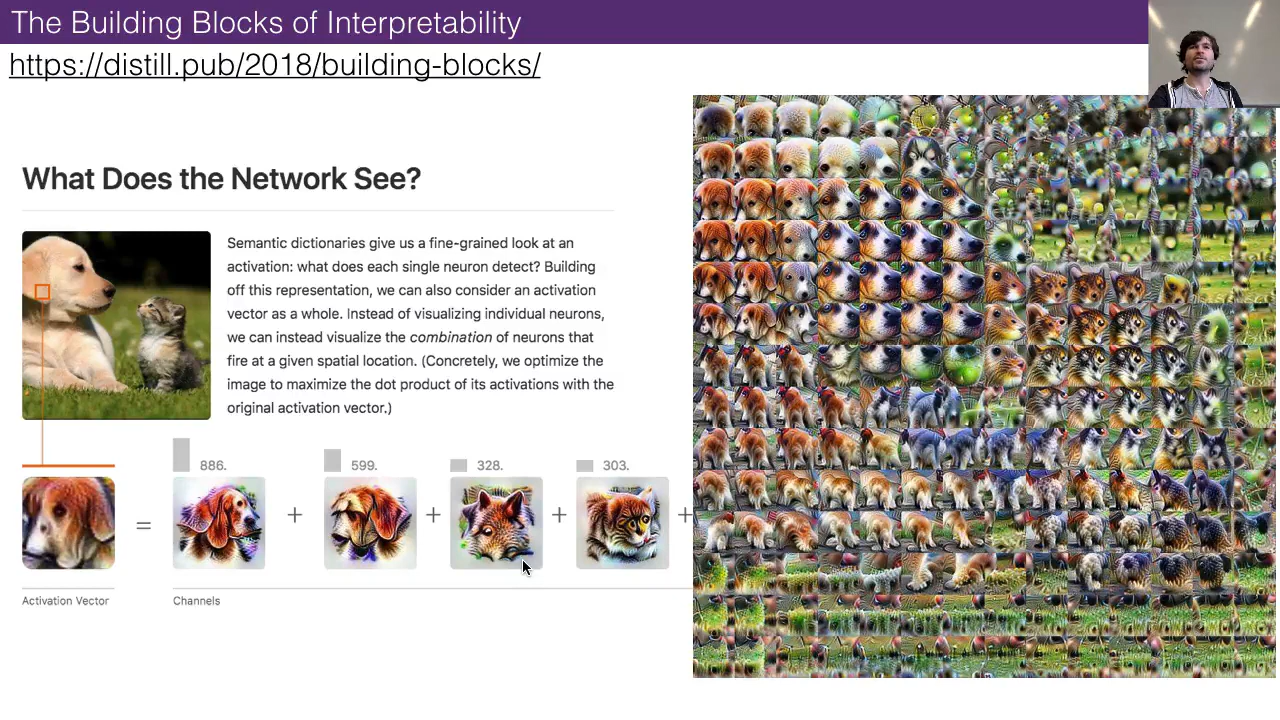 The Building Blocks of Interpretability
https://distill.pub/2018/building-blocks/
What Does the Network See?
Semantic dictionaries give us a fine-grained look at an
activation: what does each single neuron detect? Building
off this representation, we can also consider an activation
vector as a whole. Instead of visualizing individual neurons,
we can instead visualize the combination of neurons that
fire at a given spatial location. (Concretely, we optimize the
image to maximize the dot product of its activations with the
original activation vector.)
886. 599. 328. 303.
= + + + +
Activation Vector Channels